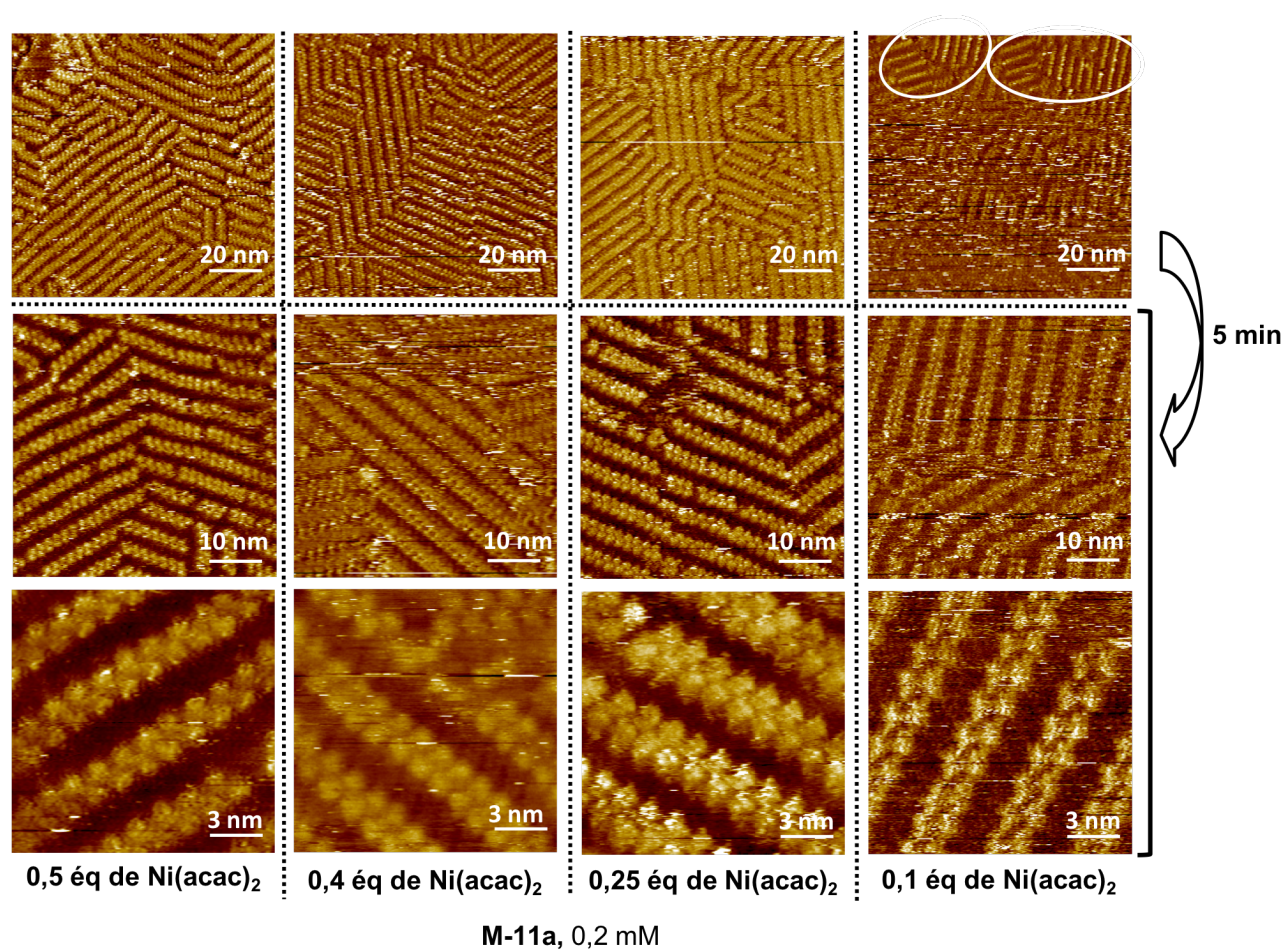 20 nm
20 nm
20 nm
20 nm
5 min
10 nm
10 nm
10 nm
10 nm
3 nm
3 nm
3 nm
3 nm
0,5 éq de Ni(acac)₂
0,4 éq de Ni(acac)₂
0,25 éq de Ni(acac)₂
0,1 éq de Ni(acac)₂
M-11a, 0,2 mM